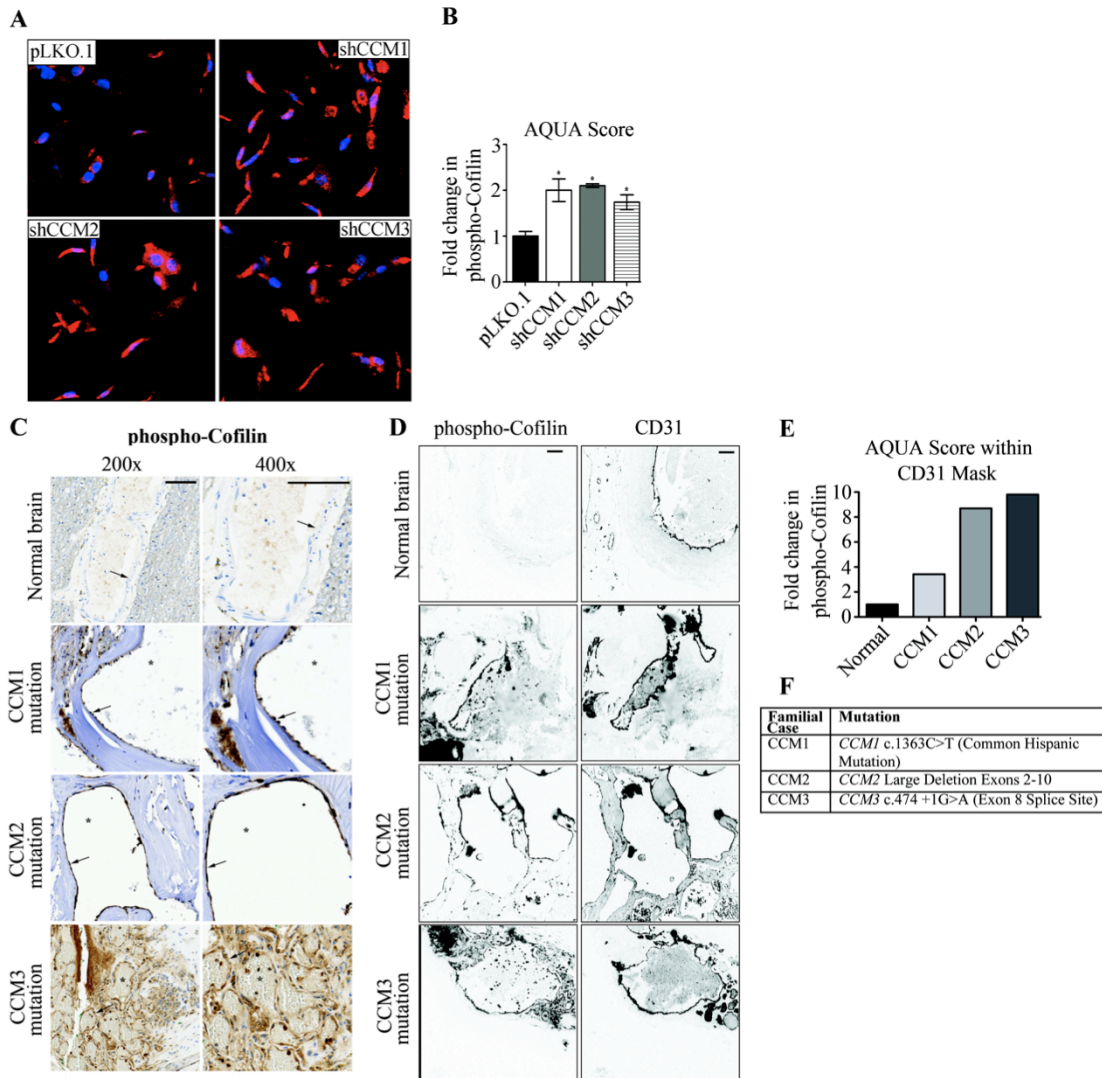 A
pLKO.1
shCCM1
shCCM2
shCCM3
B
AQUA Score
Fold change in
phospho-Cofilin
3
2
1
0
*
*
*
pLKO.1
shCCM1
shCCM2
shCCM3
C
phospho-Cofilin
200x
400x
Normal brain
CCM1
mutation
*
*
CCM2
mutation
*
*
CCM3
mutation
*
*
D
phospho-Cofilin
CD31
Normal brain
CCM1
mutation
CCM2
mutation
CCM3
mutation
E
AQUA Score within
CD31 Mask
Fold change in
phospho-Cofilin
10
8
6
4
2
0
Normal
CCM1
CCM2
CCM3
F
Familial Mutation
Case
CCM1 CCM1 c.1363C>T (Common Hispanic
Mutation)
CCM2 CCM2 Large Deletion Exons 2-10
CCM3 CCM3 c.474 +1G>A (Exon 8 Splice Site)